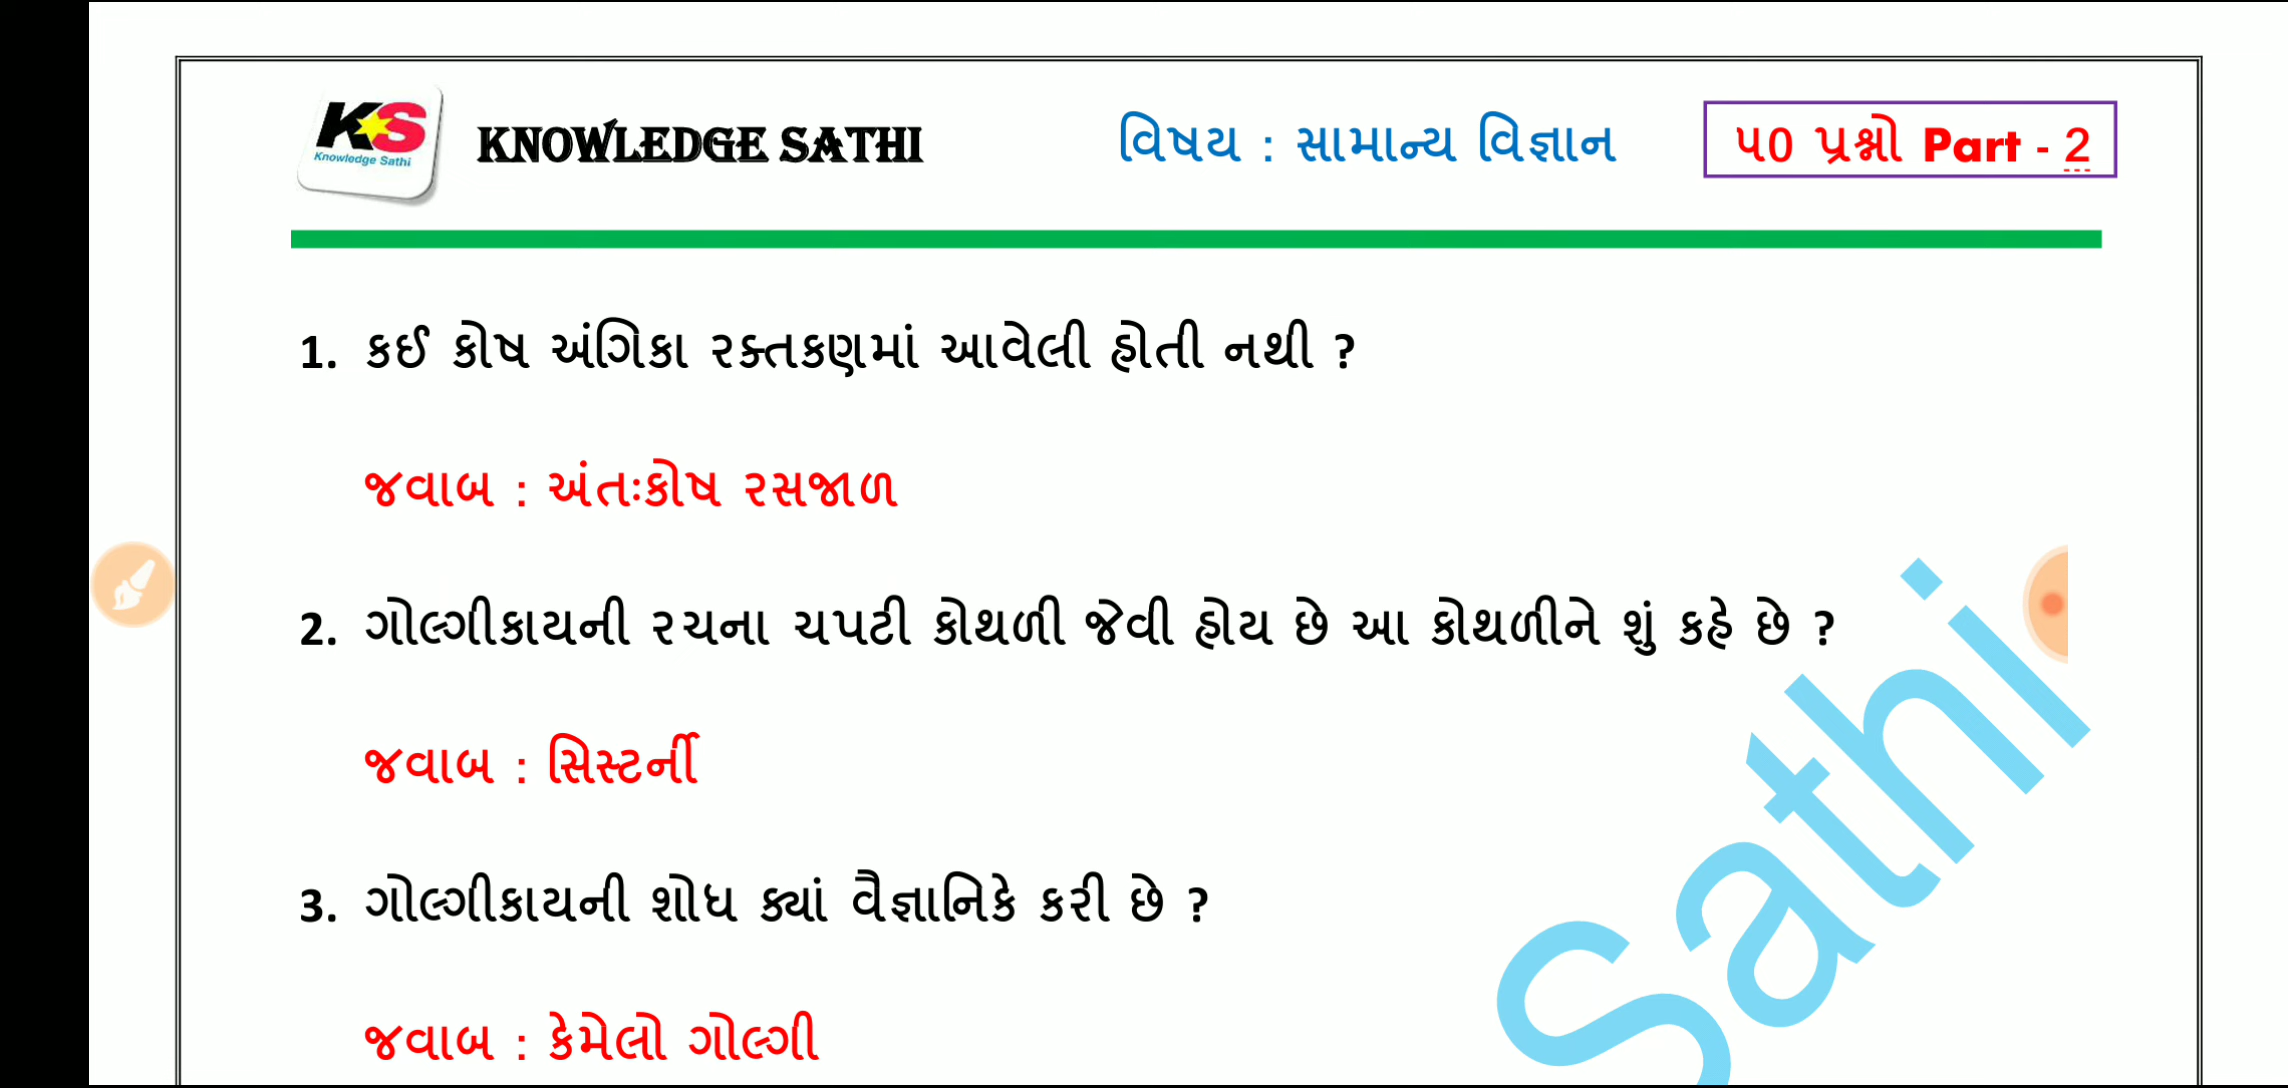 KS
Knowledge Sathi
KNOWLEDGE SATHI
વિષય : સામાન્ય વિજ્ઞાન
૫૦ પ્રશ્નો Part - 2
1. કઈ કોષ અંગિકા રક્તકણમાં આવેલી હોતી નથી ?
જવાબ : અંતઃકોષ રસજાળ
2. ગોલ્ગીકાયની રચના ચપટી કોથળી જેવી હોય છે આ કોથળીને શું કહે છે ?
જવાબ : સિસ્ટર્ની
3. ગોલ્ગીકાયની શોધ ક્યાં વૈજ્ઞાનિકે કરી છે ?
જવાબ : કેમેલો ગોલ્ગી
Sathi